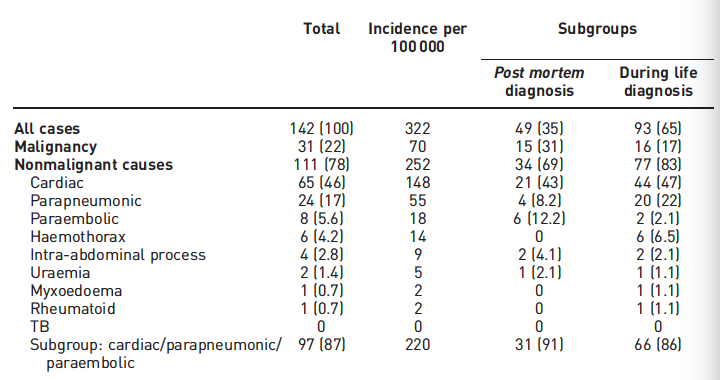 Total Incidence per Subgroups
100 000
Post mortem During life
diagnosis diagnosis
All cases 142 (100) 322 49 (35) 93 (65)
Malignancy 31 (22) 70 15 (31) 16 (17)
Nonmalignant causes 111 (78) 252 34 (69) 77 (83)
Cardiac 65 (46) 148 21 (43) 44 (47)
Parapneumonic 24 (17) 55 4 (8.2) 20 (22)
Paraembolic 8 (5.6) 18 6 (12.2) 2 (2.1)
Haemothorax 6 (4.2) 14 0 6 (6.5)
Intra-abdominal process 4 (2.8) 9 2 (4.1) 2 (2.1)
Uraemia 2 (1.4) 5 1 (2.1) 1 (1.1)
Myxoedoema 1 (0.7) 2 0 1 (1.1)
Rheumatoid 1 (0.7) 2 0 1 (1.1)
TB 0 0 0 0
Subgroup: cardiac/parapneumonic/ 97 (87) 220 31 (91) 66 (86)
paraembolic